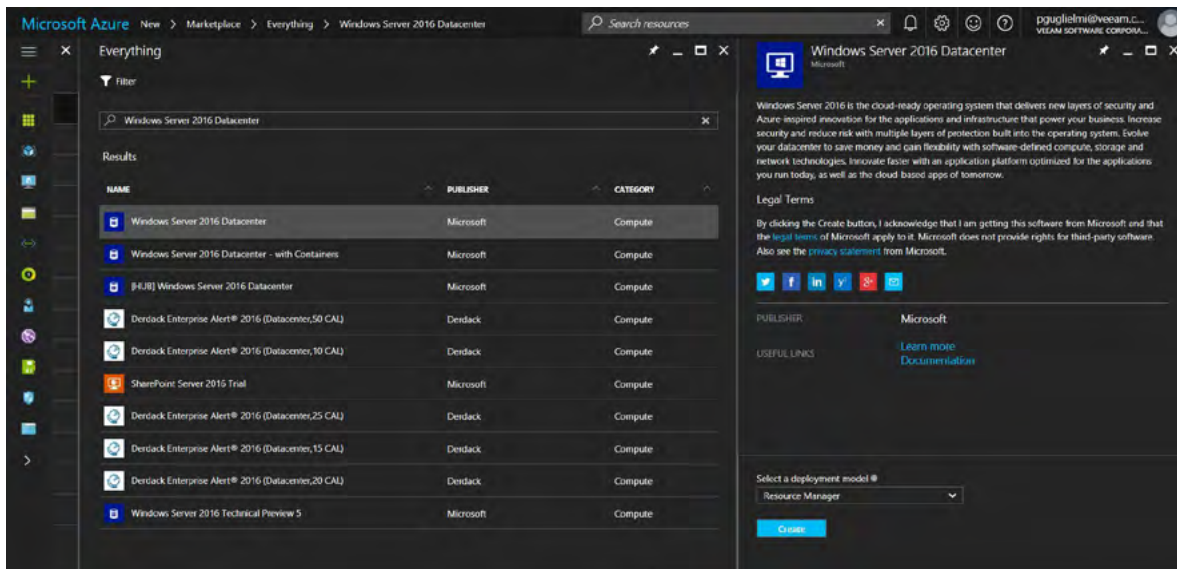 Microsoft Azure New > Marketplace > Everything > Windows Server 2016 Datacenter
Search resources
pguglielmi@veeam.c...
VEEAM SOFTWARE CORPORA...
Everything
Filter
Windows Server 2016 Datacenter
Results
NAME PUBLISHER CATEGORY
Windows Server 2016 Datacenter Microsoft Compute
Windows Server 2016 Datacenter - with Containers Microsoft Compute
[HUB] Windows Server 2016 Datacenter Microsoft Compute
Derdack Enterprise Alert® 2016 (Datacenter,50 CAL) Derdack Compute
Derdack Enterprise Alert® 2016 (Datacenter,10 CAL) Derdack Compute
SharePoint Server 2016 Trial Microsoft Compute
Derdack Enterprise Alert® 2016 (Datacenter,25 CAL) Derdack Compute
Derdack Enterprise Alert® 2016 (Datacenter,15 CAL) Derdack Compute
Derdack Enterprise Alert® 2016 (Datacenter,20 CAL) Derdack Compute
Windows Server 2016 Technical Preview 5 Microsoft Compute
Windows Server 2016 Datacenter
Microsoft
Windows Server 2016 is the cloud-ready operating system that delivers new layers of security and
Azure-inspired innovation for the applications and infrastructure that power your business. Increase
security and reduce risk with multiple layers of protection built into the operating system. Evolve
your datacenter to save money and gain flexibility with software-defined compute, storage and
network technologies. Innovate faster with an application platform optimized for the applications
you run today, as well as the cloud-based apps of tomorrow.
Legal Terms
By clicking the Create button, I acknowledge that I am getting this software from Microsoft and that
the legal terms of Microsoft apply to it. Microsoft does not provide rights for third-party software.
Also see the privacy statement from Microsoft.
PUBLISHER Microsoft
USEFUL LINKS Learn more
Documentation
Select a deployment model
Resource Manager
Create